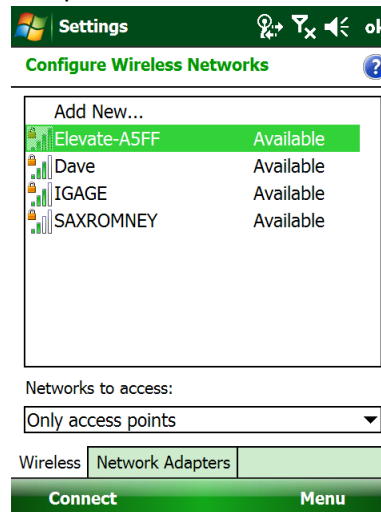 Settings ok
Configure Wireless Networks ?
Add New...
Elevate-A5FF Available
Dave Available
IGAGE Available
SAXROMNEY Available
Networks to access:
Only access points
Wireless Network Adapters
Connect Menu